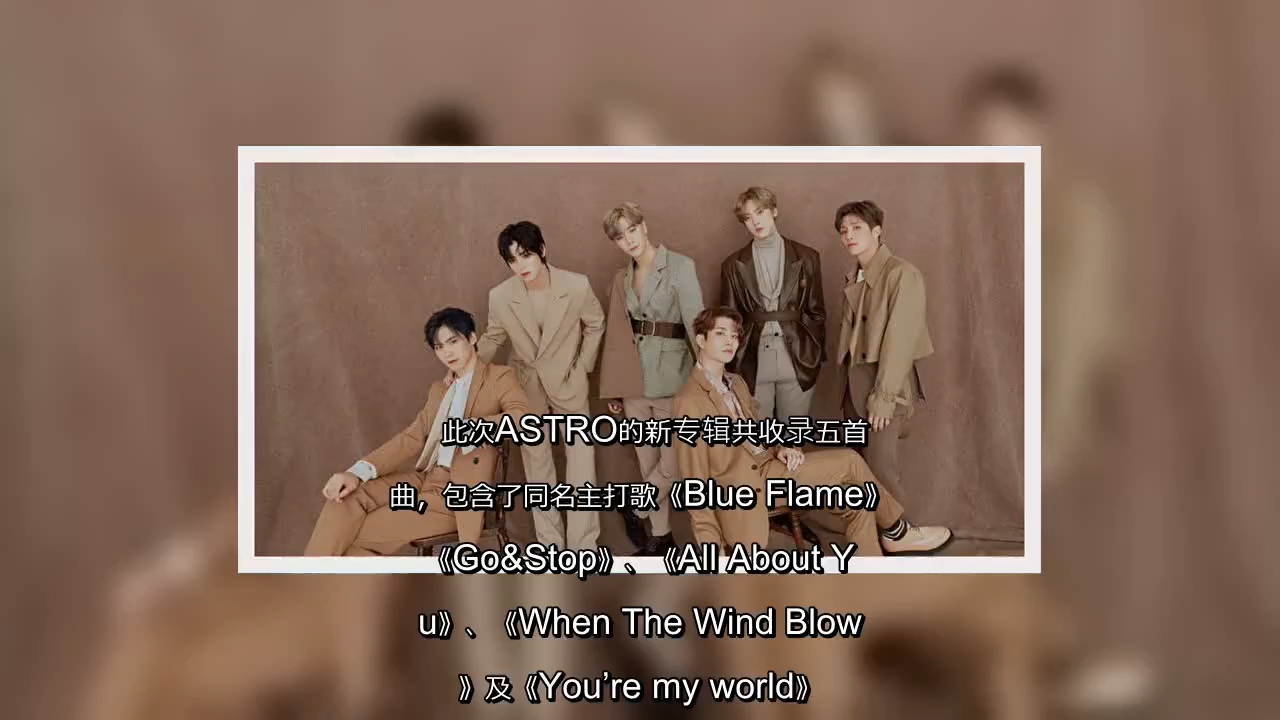 此次ASTRO的新专辑共收录五首
曲，包含了同名主打歌《Blue Flame》
《Go&Stop》、《All About Y
u》、《When The Wind Blow
》及《You’re my world》